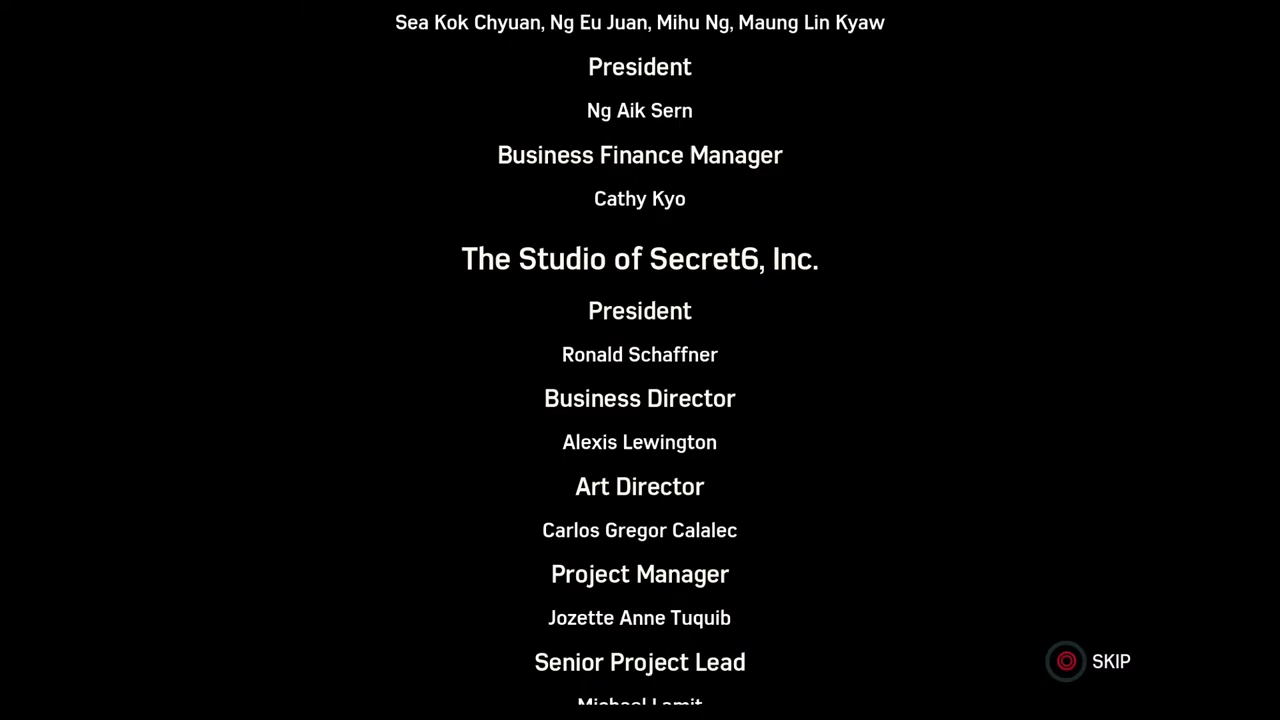 Sea Kok Chyuan, Ng Eu Juan, Mihu Ng, Maung Lin Kyaw
President
Ng Aik Sern
Business Finance Manager
Cathy Kyo
The Studio of Secret6, Inc.
President
Ronald Schaffner
Business Director
Alexis Lewington
Art Director
Carlos Gregor Calalec
Project Manager
Jozette Anne Tuquib
Senior Project Lead
SKIP
Michael Lamit